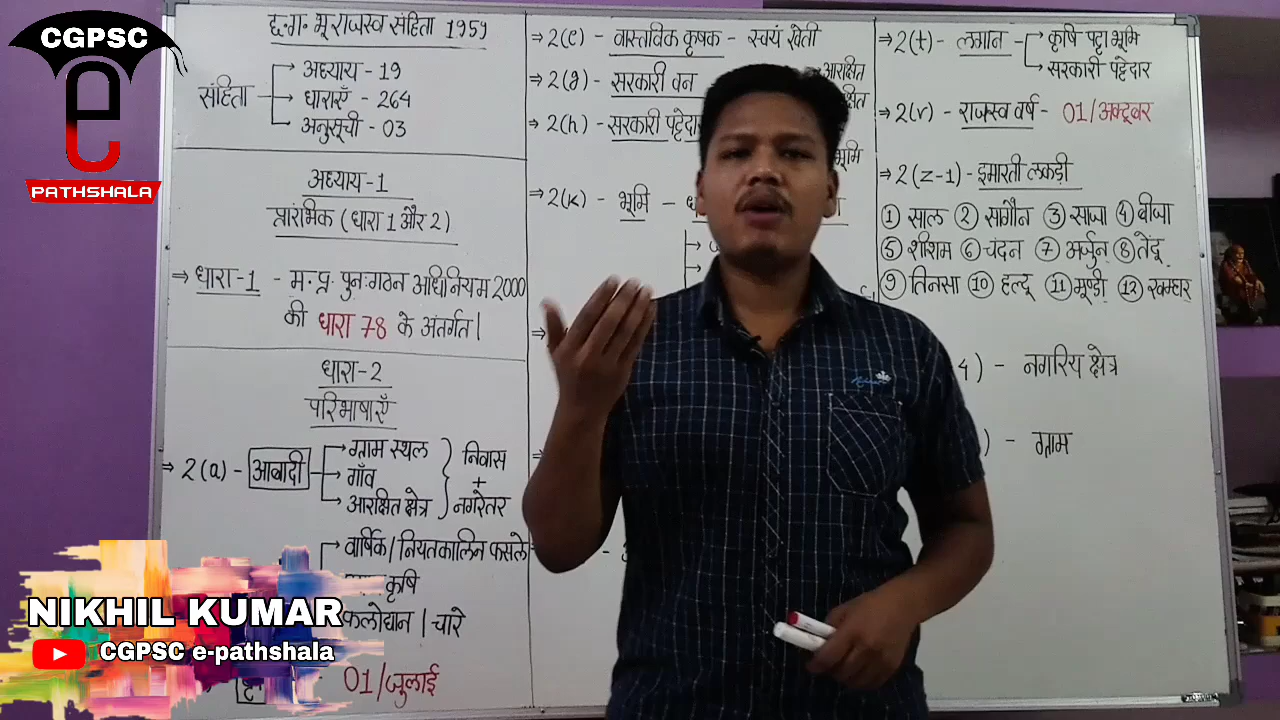 CGPSC
e
PATHSHALA
छ.ग. भू राजस्व संहिता 1959
संहिता
अध्याय - 19
धाराएँ - 264
अनुसूची - 03
अध्याय-1
प्रारंभिक (धारा 1 और 2)
⇒ धारा-1 - म.प्र. पुनःगठन अधिनियम 2000
की धारा 78 के अंतर्गत।
धारा-2
परिभाषाएँ
⇒ 2(a) - आबादी
ग्राम स्थल
गाँव
आरक्षित क्षेत्र
निवास
+
नगरेतर
वार्षिक/नियतकालिन फसले
कृषि
फलोद्यान / चारे
01/जुलाई
⇒ 2(e) - वास्तविक कृषक - स्वयं खेती
⇒ 2(g) - सरकारी वन
आरक्षित
⇒ 2(h) - सरकारी पट्टेदार
भूमि
⇒ 2(k) - भूमि -
⇒ 2(t) - लगान
कृषि पट्टा भूमि
सरकारी पट्टेदार
⇒ 2(r) - राजस्व वर्ष - 01/अक्टूबर
⇒ 2(z-1) - इमारती लकड़ी
① साल ② सागौन ③ साजा ④ बीजा
⑤ शीशम ⑥ चंदन ⑦ अर्जुन ⑧ तेंदू
⑨ तिनसा ⑩ हल्दू ⑪ मूण्डी ⑫ खम्हार
4) - नगरिय क्षेत्र
) - ग्राम
NIKHIL KUMAR
CGPSC e-pathshala